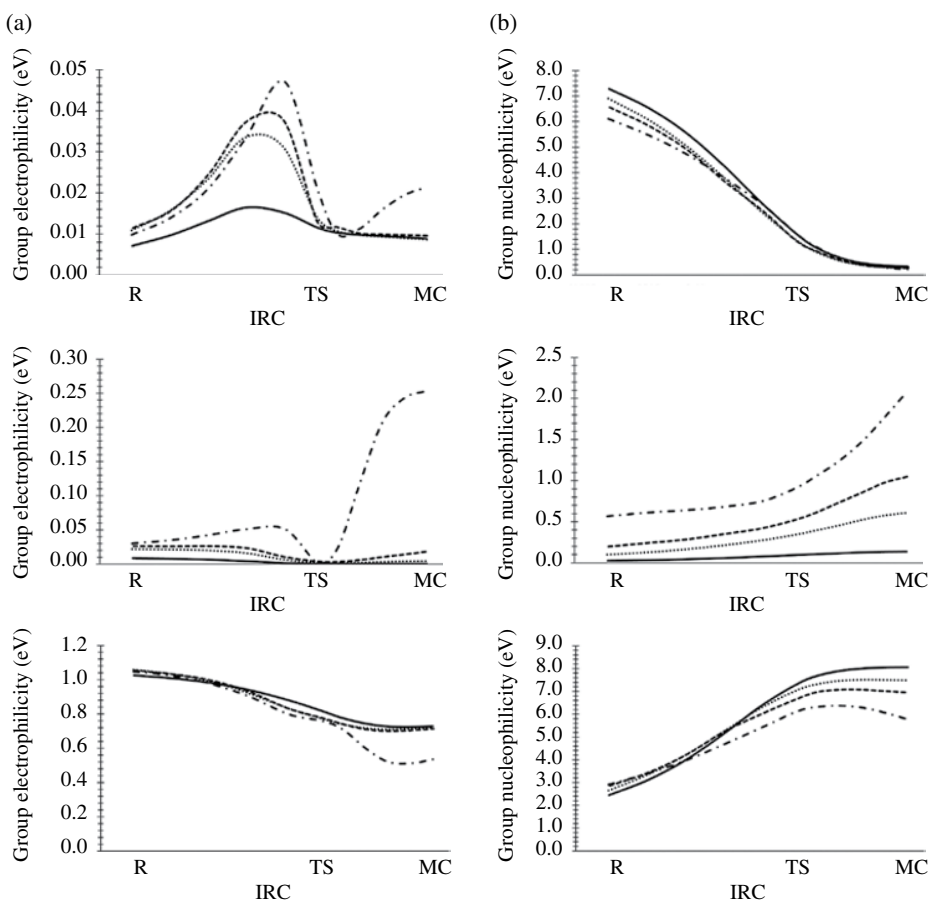 (a)
(b)
Group electrophilicity (eV)
0.05
0.04
0.03
0.02
0.01
0.00
R
TS
MC
IRC
Group nucleophilicity (eV)
8.0
7.0
6.0
5.0
4.0
3.0
2.0
1.0
0.0
R
TS
MC
IRC
Group electrophilicity (eV)
0.30
0.25
0.20
0.15
0.10
0.05
0.00
R
TS
MC
IRC
Group nucleophilicity (eV)
2.5
2.0
1.5
1.0
0.5
0.0
R
TS
MC
IRC
Group electrophilicity (eV)
1.2
1.0
0.8
0.6
0.4
0.2
0.0
R
TS
MC
IRC
Group nucleophilicity (eV)
9.0
8.0
7.0
6.0
5.0
4.0
3.0
2.0
1.0
0.0
R
TS
MC
IRC